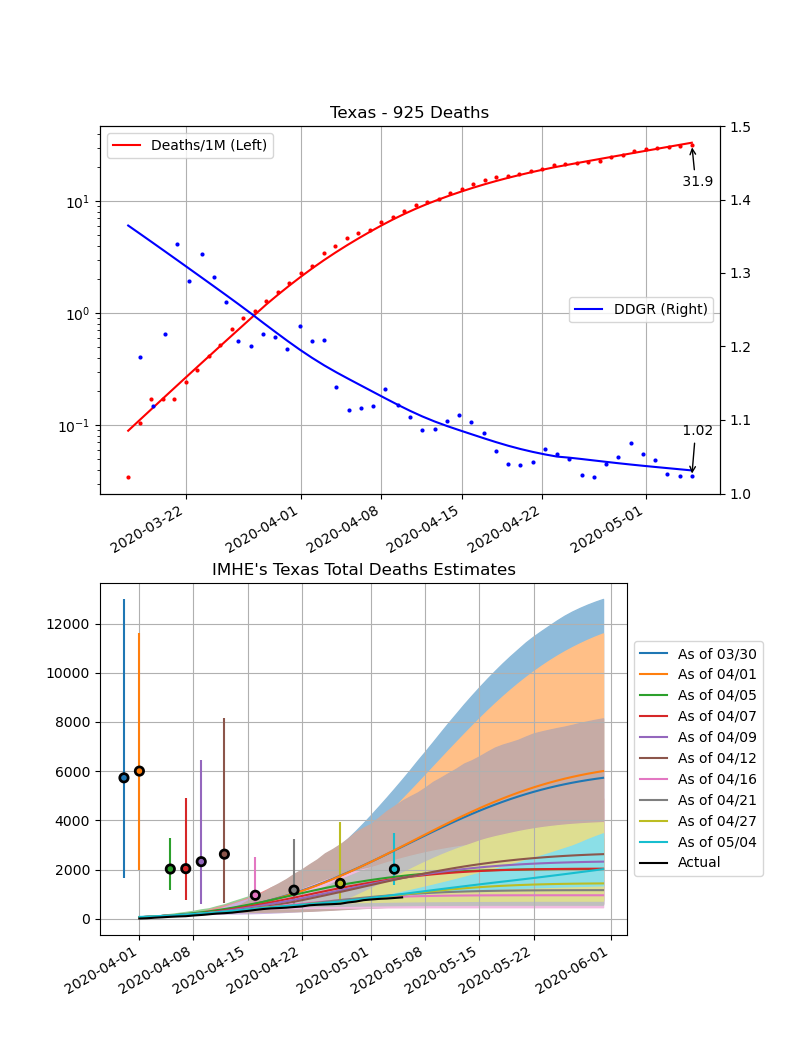 Texas - 925 Deaths
Deaths/1M (Left)
DDGR (Right)
31.9
1.02
10¹
10⁰
10⁻¹
1.5
1.4
1.3
1.2
1.1
1.0
2020-03-22
2020-04-01
2020-04-08
2020-04-15
2020-04-22
2020-05-01
IMHE's Texas Total Deaths Estimates
12000
10000
8000
6000
4000
2000
0
2020-04-01
2020-04-08
2020-04-15
2020-04-22
2020-05-01
2020-05-08
2020-05-15
2020-05-22
2020-06-01
As of 03/30
As of 04/01
As of 04/05
As of 04/07
As of 04/09
As of 04/12
As of 04/16
As of 04/21
As of 04/27
As of 05/04
Actual